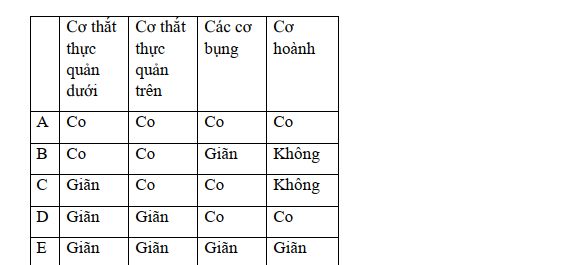 Cơ thắt thực quản dưới Cơ thắt thực quản trên Các cơ bụng Cơ hoành
A Co Co Co Co
B Co Co Giãn Không
C Giãn Co Co Không
D Giãn Giãn Co Co
E Giãn Giãn Giãn Giãn